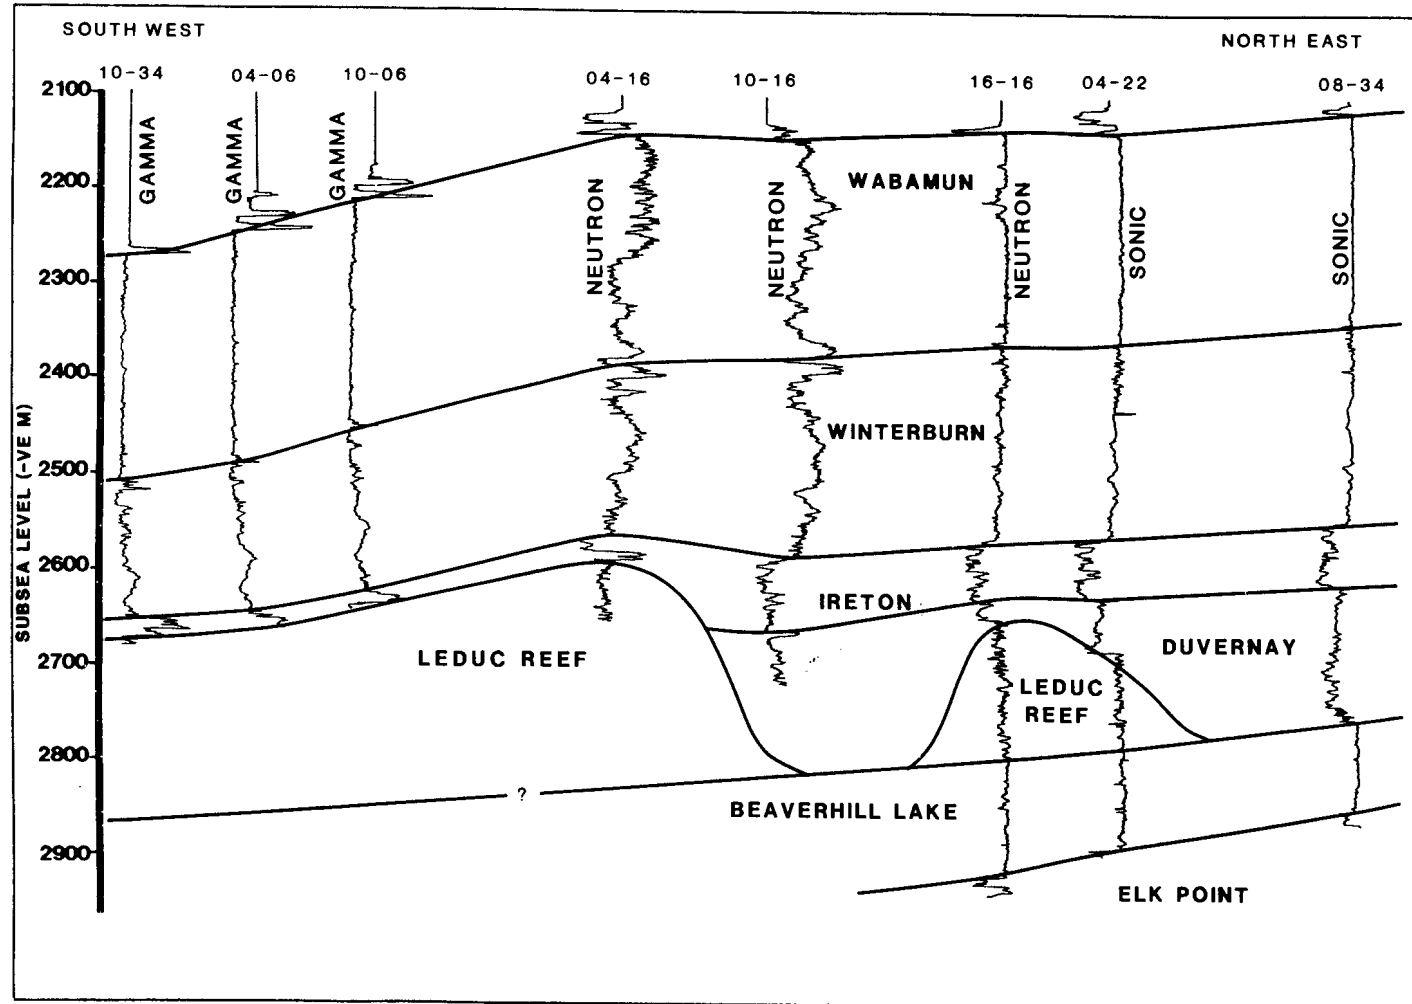 SOUTH WEST
NORTH EAST
10-34
04-06
10-06
04-16
10-16
16-16
04-22
08-34
SUBSEA LEVEL (-VE M)
2100
2200
2300
2400
2500
2600
2700
2800
2900
GAMMA
GAMMA
GAMMA
NEUTRON
NEUTRON
NEUTRON
SONIC
SONIC
WABAMUN
WINTERBURN
IRETON
DUVERNAY
LEDUC REEF
LEDUC
REEF
?
BEAVERHILL LAKE
ELK POINT